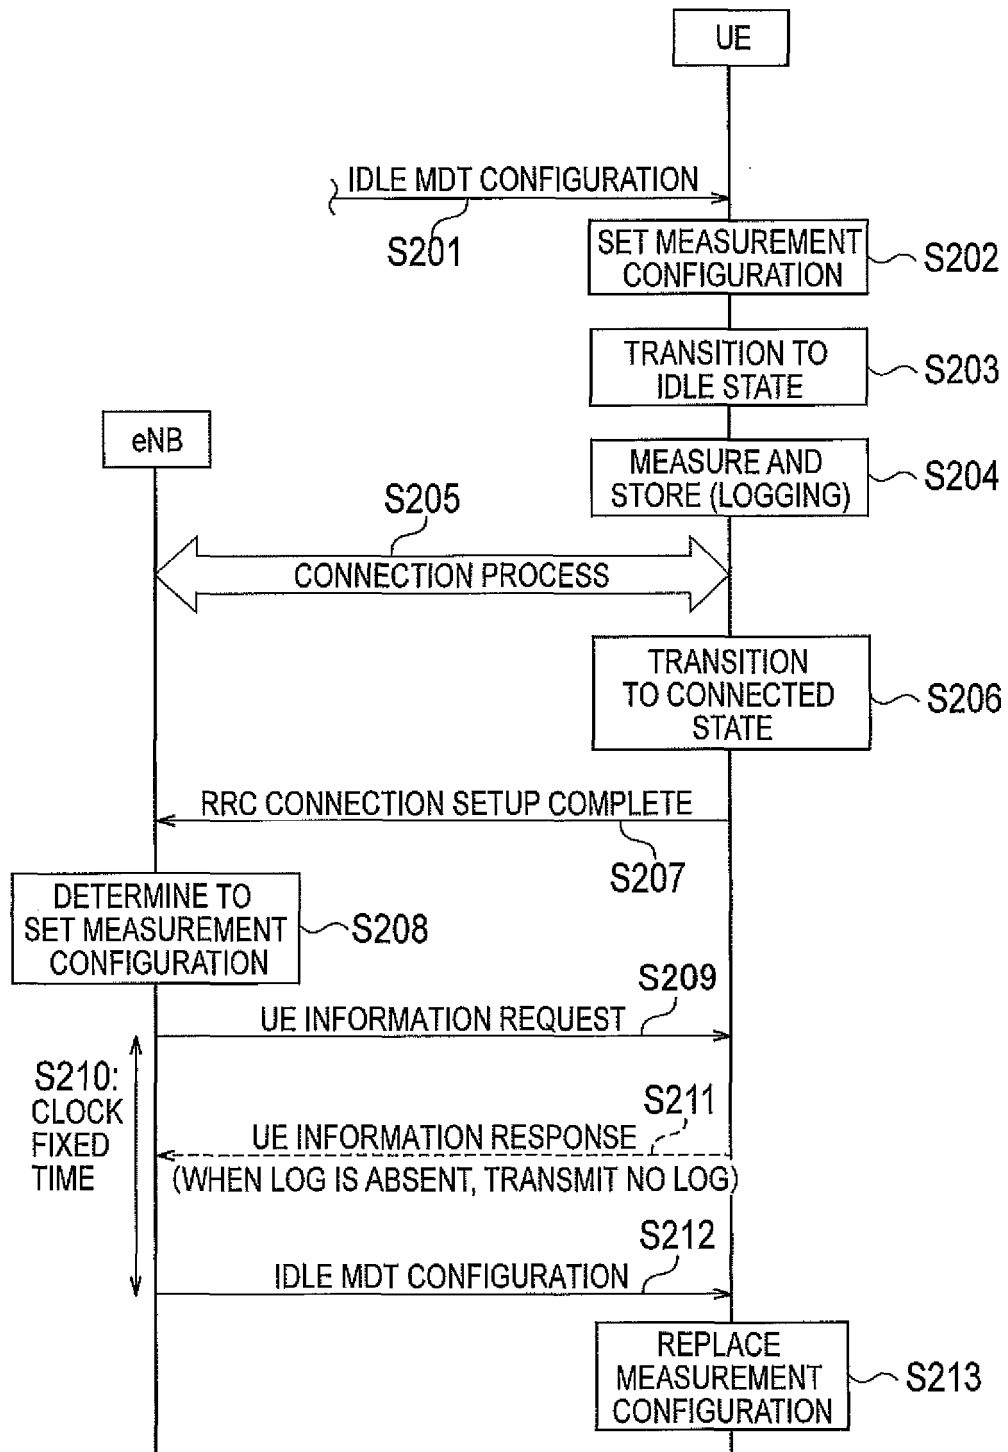 UE
IDLE MDT CONFIGURATION
S201
SET MEASUREMENT
CONFIGURATION
S202
TRANSITION TO
IDLE STATE
S203
eNB
MEASURE AND
STORE (LOGGING)
S204
S205
CONNECTION PROCESS
TRANSITION
TO CONNECTED
STATE
S206
RRC CONNECTION SETUP COMPLETE
S207
DETERMINE TO
SET MEASUREMENT
CONFIGURATION
S208
S209
UE INFORMATION REQUEST
S210:
CLOCK
FIXED
TIME
S211
UE INFORMATION RESPONSE
(WHEN LOG IS ABSENT, TRANSMIT NO LOG)
S212
IDLE MDT CONFIGURATION
REPLACE
MEASUREMENT
CONFIGURATION
S213